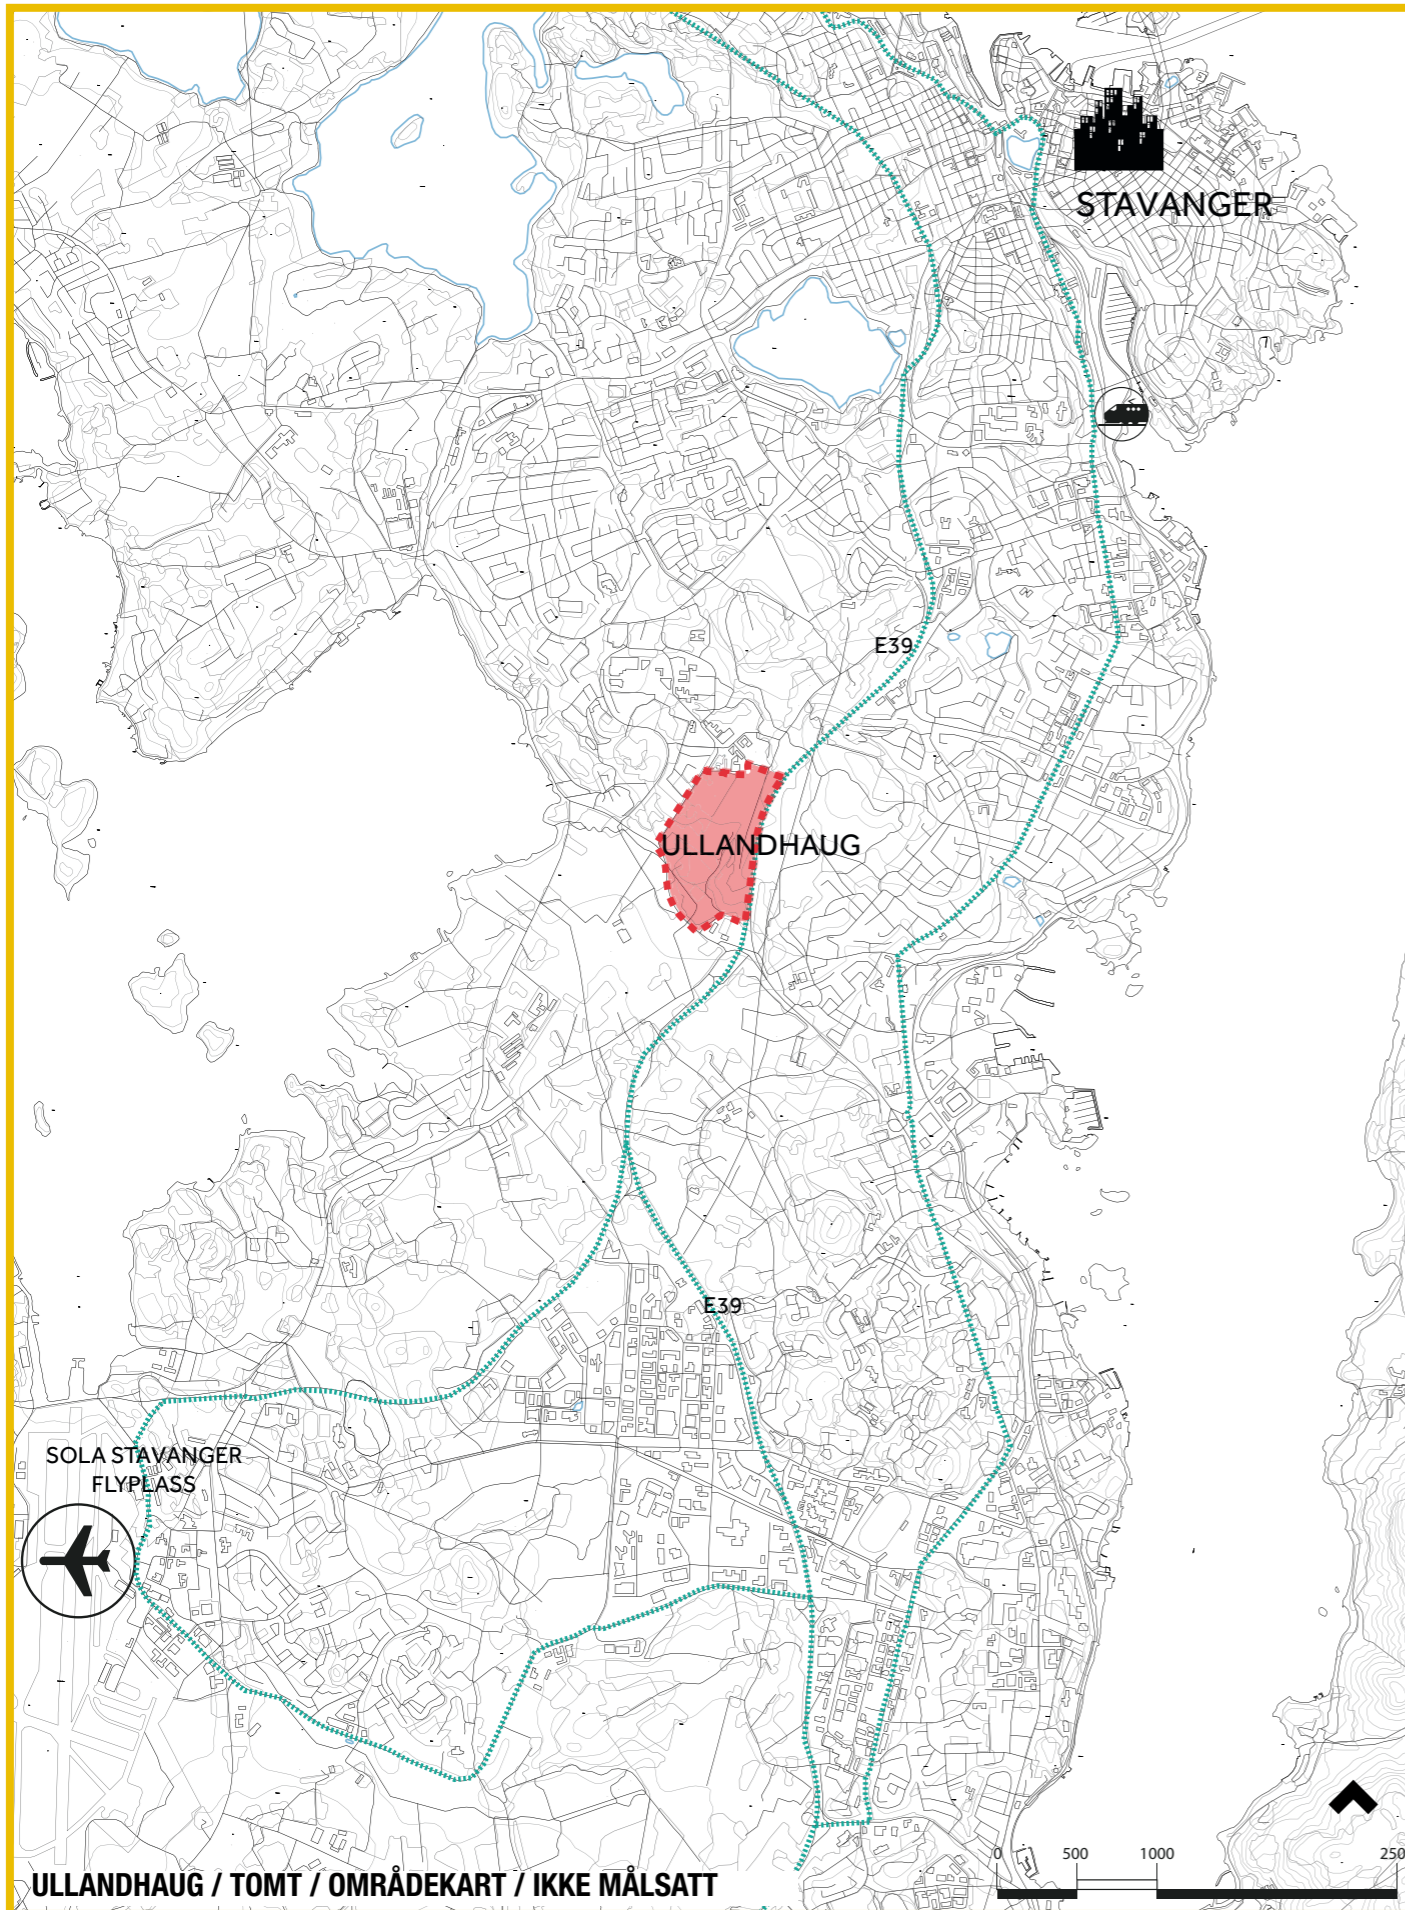 STAVANGER
E39
ULLANDHAUG
E39
SOLA STAVANGER
FLYPLASS
0 500 1000 250
ULLANDHAUG / TOMT / OMRÅDEKART / IKKE MÅLSATT